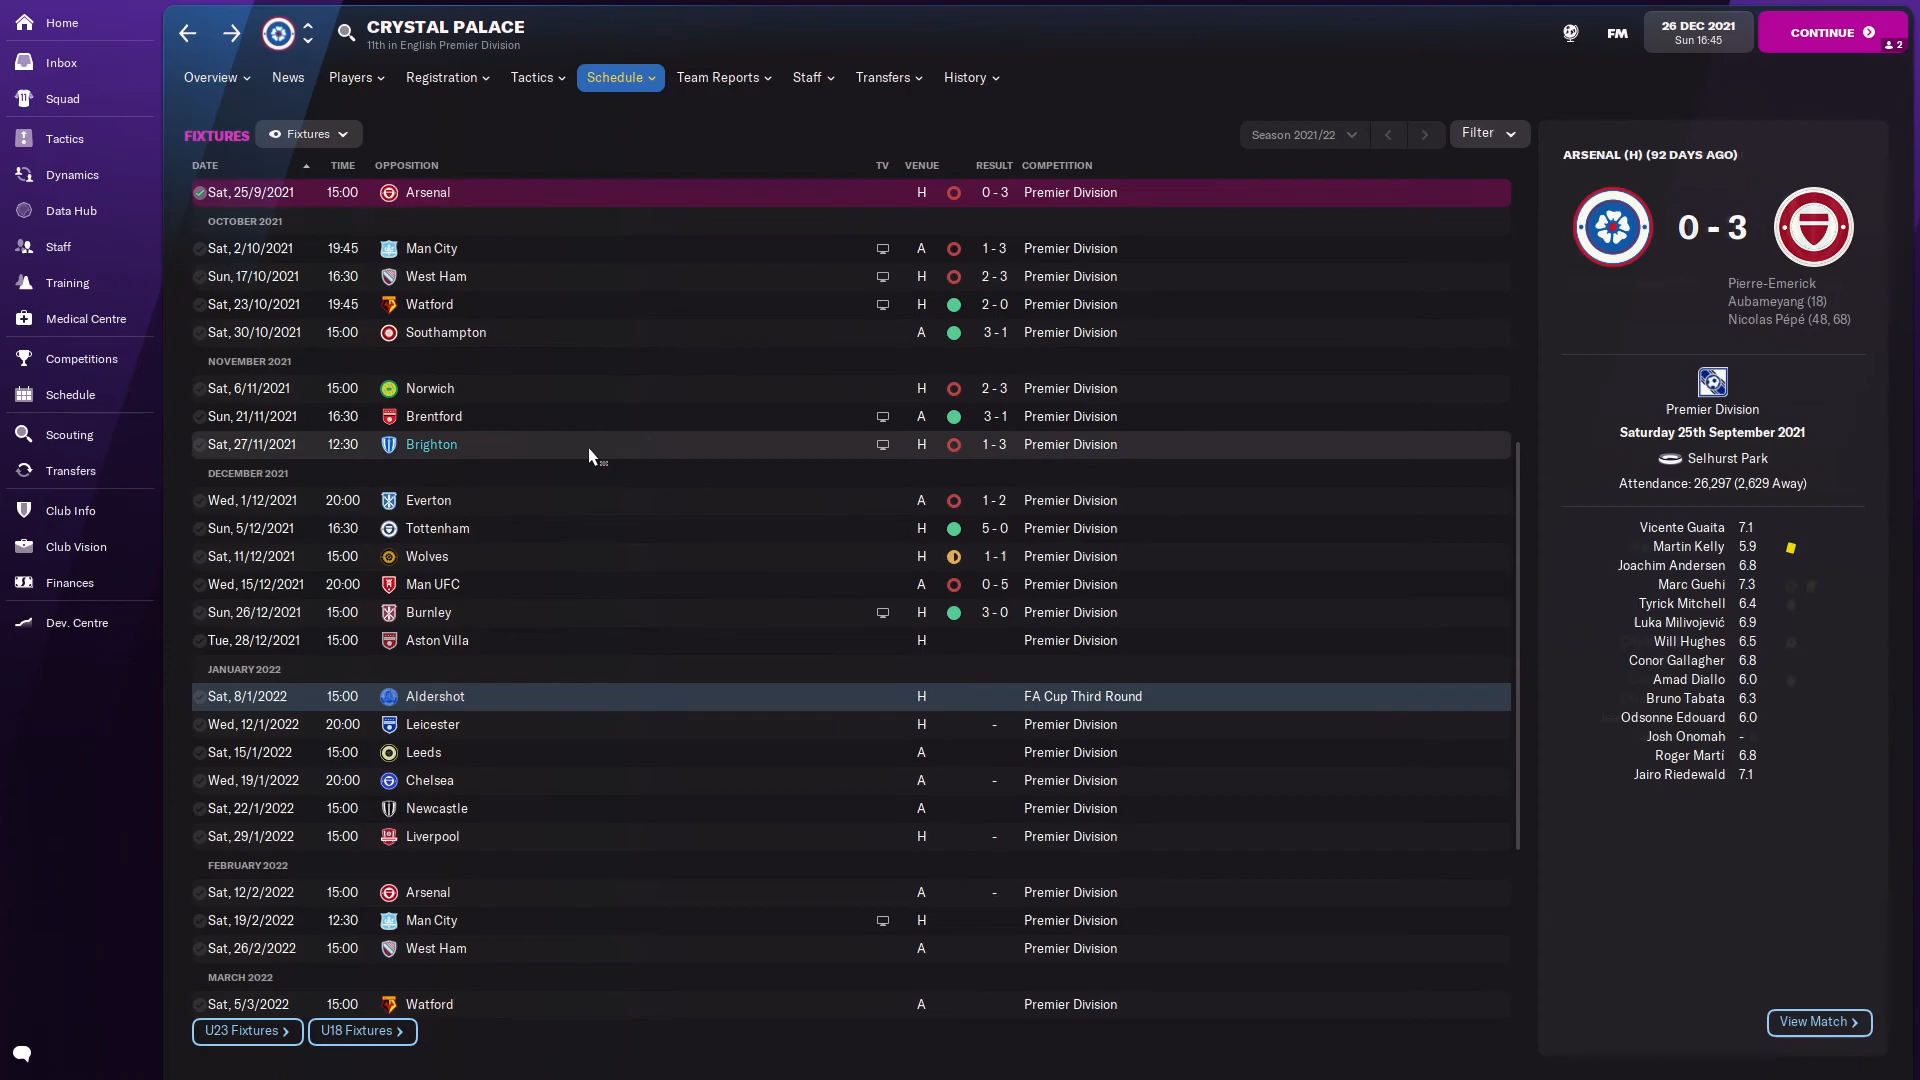 Home
Inbox
Squad
Tactics
Dynamics
Data Hub
Staff
Training
Medical Centre
Competitions
Schedule
Scouting
Transfers
Club Info
Club Vision
Finances
Dev. Centre
CRYSTAL PALACE
11th in English Premier Division
FM
26 DEC 2021
Sun 16:45
CONTINUE
2
Overview News Players Registration Tactics Schedule Team Reports Staff Transfers History
FIXTURES Fixtures Season 2021/22 Filter
DATE TIME OPPOSITION TV VENUE RESULT COMPETITION
Sat, 25/9/2021 15:00 Arsenal H 0 - 3 Premier Division
OCTOBER 2021
Sat, 2/10/2021 19:45 Man City A 1 - 3 Premier Division
Sun, 17/10/2021 16:30 West Ham H 2 - 3 Premier Division
Sat, 23/10/2021 19:45 Watford H 2 - 0 Premier Division
Sat, 30/10/2021 15:00 Southampton A 3 - 1 Premier Division
NOVEMBER 2021
Sat, 6/11/2021 15:00 Norwich H 2 - 3 Premier Division
Sun, 21/11/2021 16:30 Brentford A 3 - 1 Premier Division
Sat, 27/11/2021 12:30 Brighton H 1 - 3 Premier Division
DECEMBER 2021
Wed, 1/12/2021 20:00 Everton A 1 - 2 Premier Division
Sun, 5/12/2021 16:30 Tottenham H 5 - 0 Premier Division
Sat, 11/12/2021 15:00 Wolves H 1 - 1 Premier Division
Wed, 15/12/2021 20:00 Man UFC A 0 - 5 Premier Division
Sun, 26/12/2021 15:00 Burnley H 3 - 0 Premier Division
Tue, 28/12/2021 15:00 Aston Villa H Premier Division
JANUARY 2022
Sat, 8/1/2022 15:00 Aldershot H FA Cup Third Round
Wed, 12/1/2022 20:00 Leicester H - Premier Division
Sat, 15/1/2022 15:00 Leeds A Premier Division
Wed, 19/1/2022 20:00 Chelsea A - Premier Division
Sat, 22/1/2022 15:00 Newcastle A Premier Division
Sat, 29/1/2022 15:00 Liverpool H - Premier Division
FEBRUARY 2022
Sat, 12/2/2022 15:00 Arsenal A - Premier Division
Sat, 19/2/2022 12:30 Man City H Premier Division
Sat, 26/2/2022 15:00 West Ham A Premier Division
MARCH 2022
Sat, 5/3/2022 15:00 Watford A Premier Division
U23 Fixtures U18 Fixtures
ARSENAL (H) (92 DAYS AGO)
0 - 3
Pierre-Emerick
Aubameyang (18)
Nicolas Pépé (48, 68)
Premier Division
Saturday 25th September 2021
Selhurst Park
Attendance: 26,297 (2,629 Away)
Vicente Guaita 7.1
Martin Kelly 5.9
Joachim Andersen 6.8
Marc Guehi 7.3
Tyrick Mitchell 6.4
Luka Milivojević 6.9
Will Hughes 6.5
Conor Gallagher 6.8
Amad Diallo 6.0
Bruno Tabata 6.3
Odsonne Edouard 6.0
Josh Onomah -
Roger Martí 6.8
Jairo Riedewald 7.1
View Match